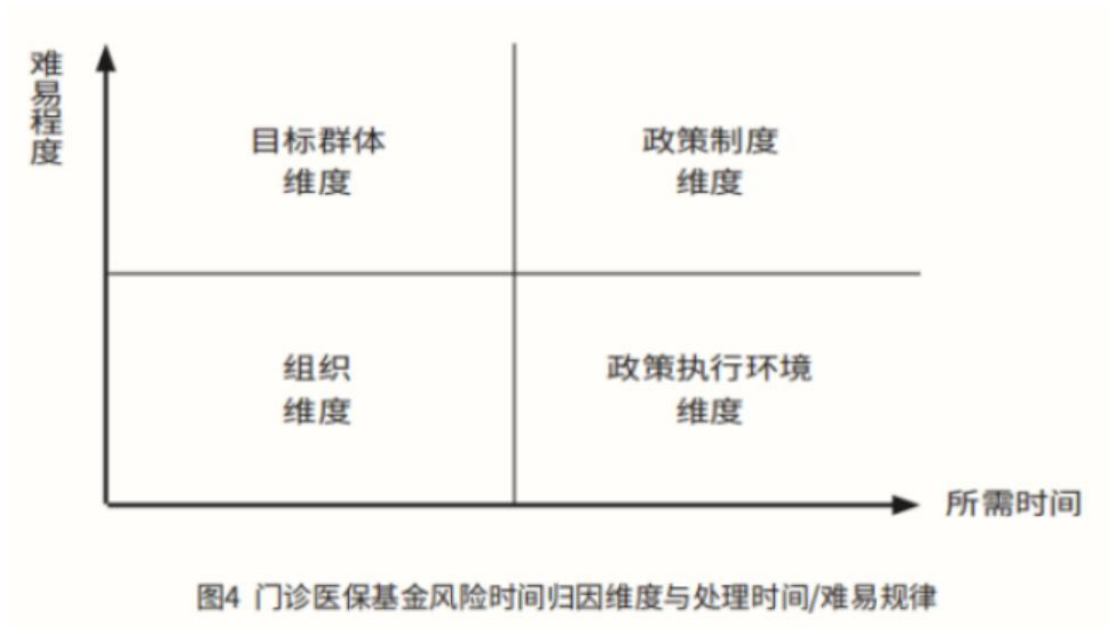 难易程度
目标群体
维度
政策制度
维度
组织
维度
政策执行环境
维度
所需时间
图4 门诊医保基金风险时间归因维度与处理时间/难易规律